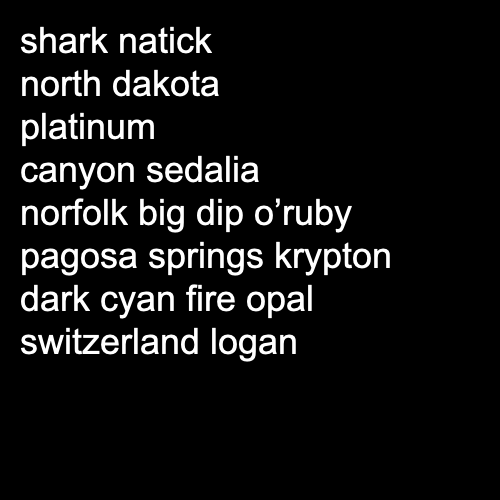 shark natick
north dakota
platinum
canyon sedalia
norfolk big dip o’ruby
pagosa springs krypton
dark cyan fire opal
switzerland logan